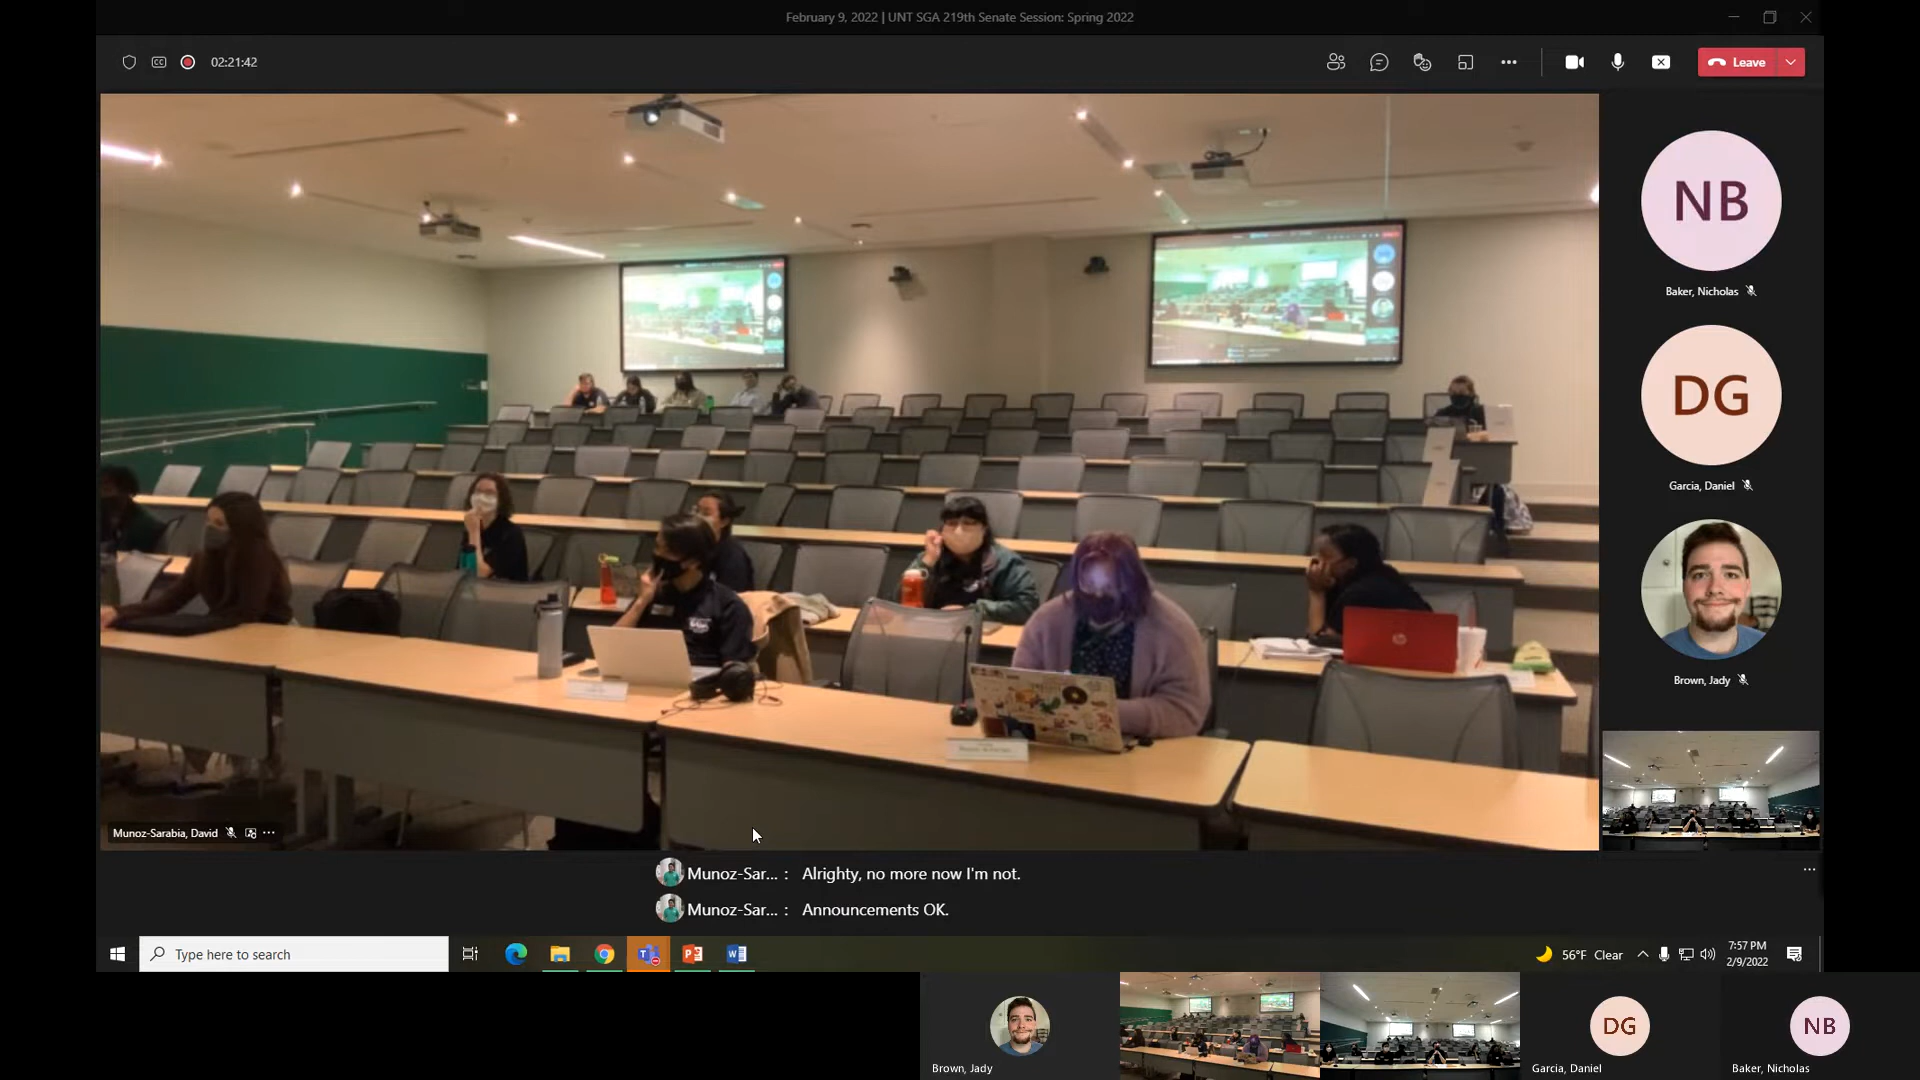 February 9, 2022 | UNT SGA 219th Senate Session: Spring 2022
CC
02:21:42
Leave
NB
Baker, Nicholas
DG
Garcia, Daniel
Brown, Jady
Munoz-Sarabia, David
Munoz-Sar... : Alrighty, no more now I'm not.
Munoz-Sar... : Announcements OK.
Type here to search
56°F Clear
7:57 PM
2/9/2022
DG
NB
Brown, Jady
Garcia, Daniel
Baker, Nicholas